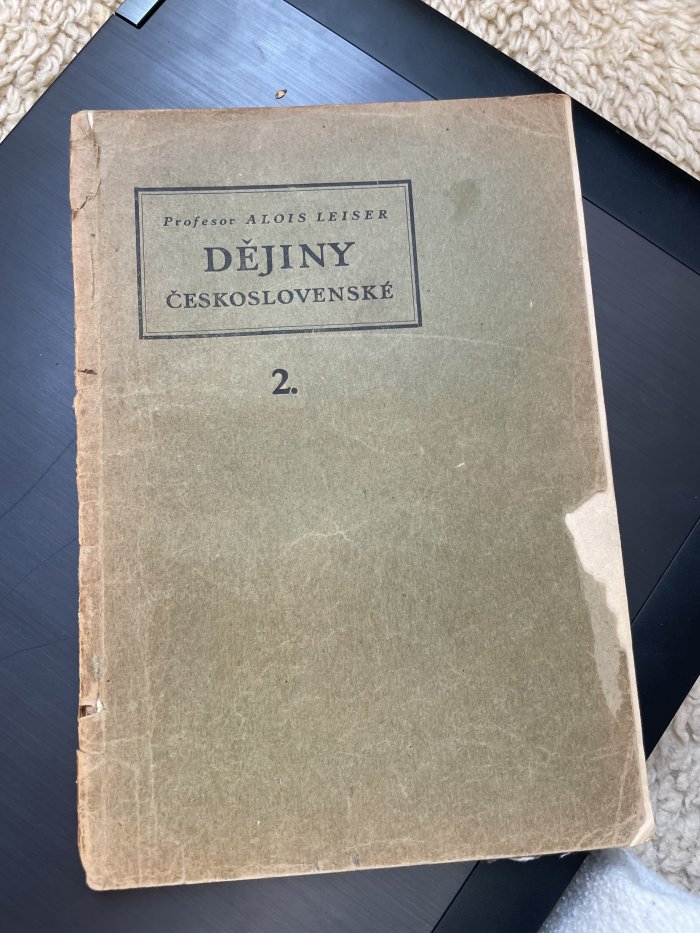 Profesor ALOIS LEISER
DĚJINY
ČESKOSLOVENSKÉ
2.